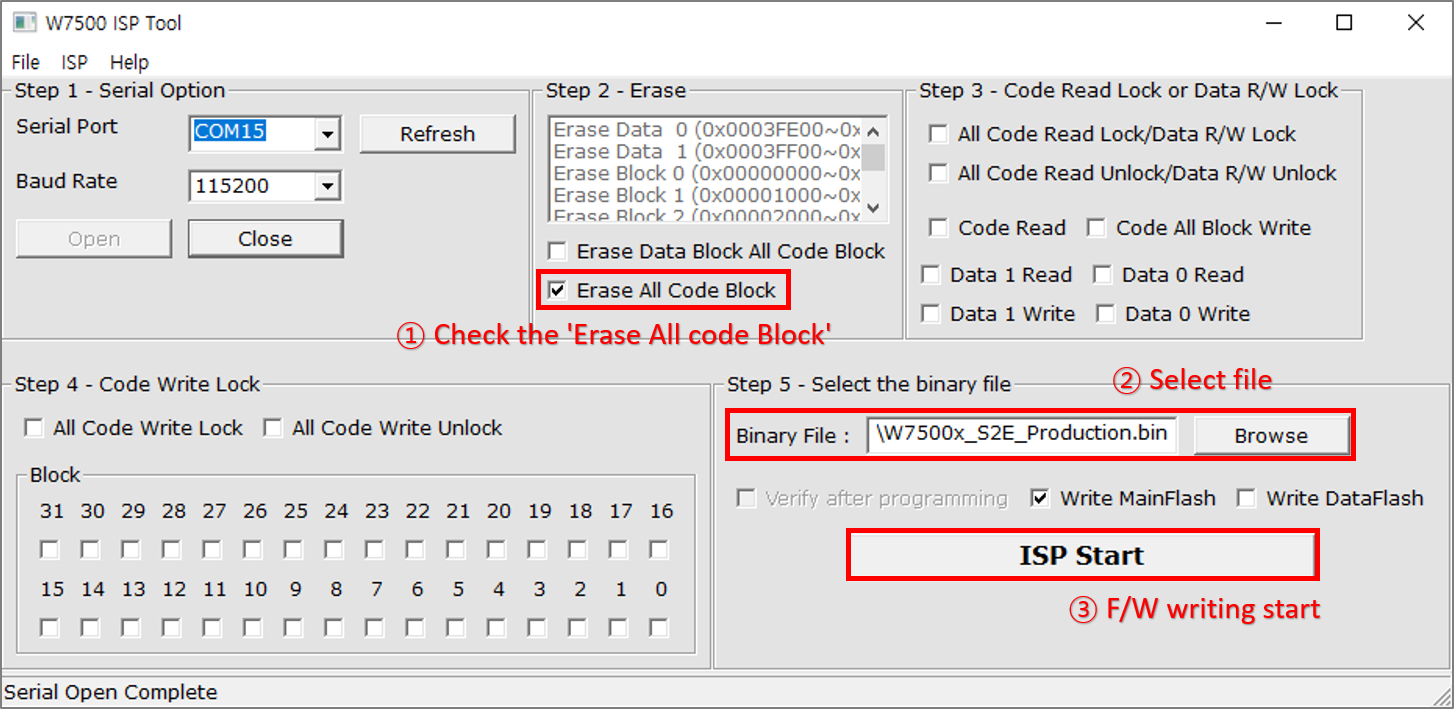 W7500 ISP Tool
File ISP Help
Step 1 - Serial Option
Serial Port COM15 Refresh
Baud Rate 115200
Open Close
Step 2 - Erase
Erase Data 0 (0x0003FE00~0x
Erase Data 1 (0x0003FF00~0x
Erase Block 0 (0x00000000~0x
Erase Block 1 (0x00001000~0x
Erase Block 2 (0x00002000~0x
Erase Data Block All Code Block
Erase All Code Block
① Check the 'Erase All code Block'
Step 3 - Code Read Lock or Data R/W Lock
All Code Read Lock/Data R/W Lock
All Code Read Unlock/Data R/W Unlock
Code Read Code All Block Write
Data 1 Read Data 0 Read
Data 1 Write Data 0 Write
Step 4 - Code Write Lock
All Code Write Lock All Code Write Unlock
Block
31 30 29 28 27 26 25 24 23 22 21 20 19 18 17 16
15 14 13 12 11 10 9 8 7 6 5 4 3 2 1 0
Step 5 - Select the binary file
② Select file
Binary File : \W7500x_S2E_Production.bin Browse
Verify after programming Write MainFlash Write DataFlash
ISP Start
③ F/W writing start
Serial Open Complete